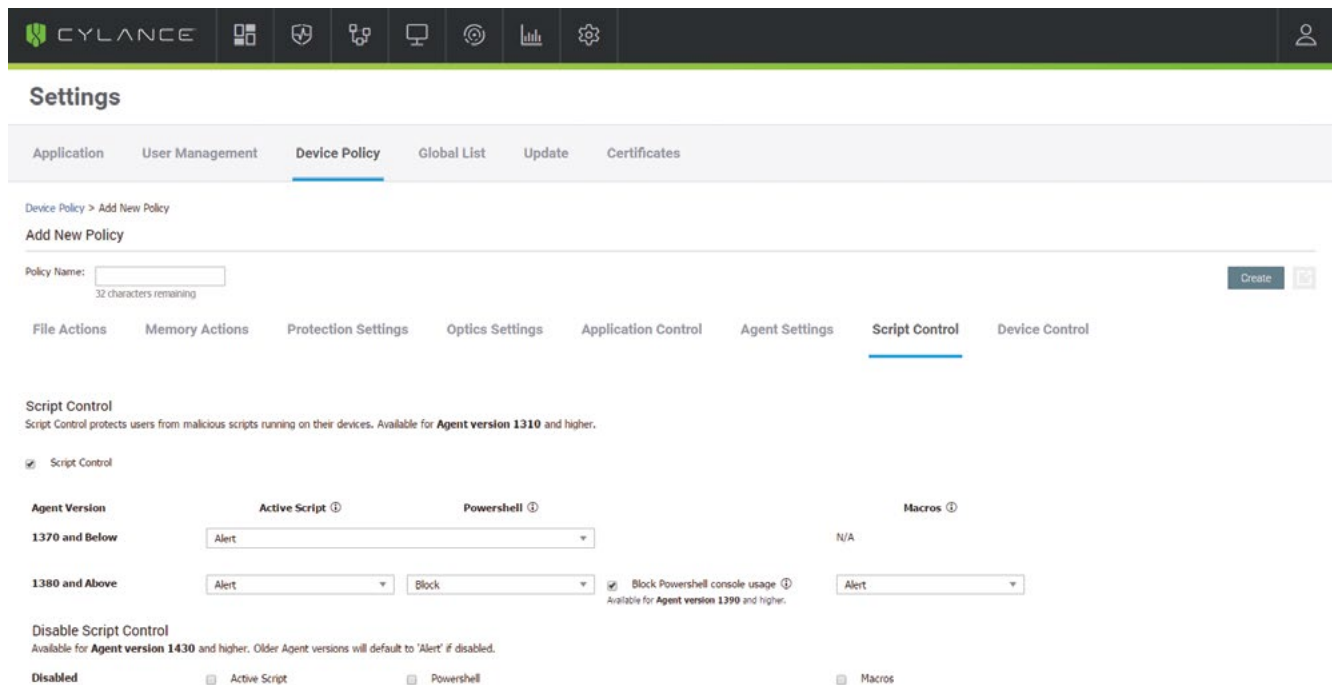 CYLANCE
Settings
Application User Management Device Policy Global List Update Certificates
Device Policy > Add New Policy
Add New Policy
Policy Name:
32 characters remaining
Create
File Actions Memory Actions Protection Settings Optics Settings Application Control Agent Settings Script Control Device Control
Script Control
Script Control protects users from malicious scripts running on their devices. Available for Agent version 1310 and higher.
Script Control
Agent Version Active Script Powershell Macros
1370 and Below Alert N/A
1380 and Above Alert Block Block Powershell console usage Alert
Available for Agent version 1390 and higher.
Disable Script Control
Available for Agent version 1430 and higher. Older Agent versions will default to 'Alert' if disabled.
Disabled Active Script Powershell Macros